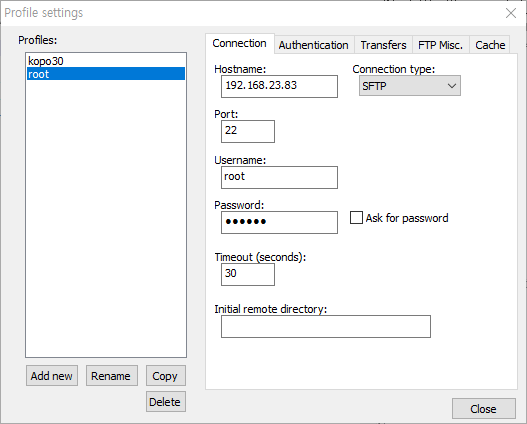 Profile settings
Profiles:
kopo30
root
Add new
Rename
Copy
Delete
Connection
Authentication
Transfers
FTP Misc.
Cache
Hostname:
192.168.23.83
Connection type:
SFTP
Port:
22
Username:
root
Password:
●●●●●●
Ask for password
Timeout (seconds):
30
Initial remote directory:
Close